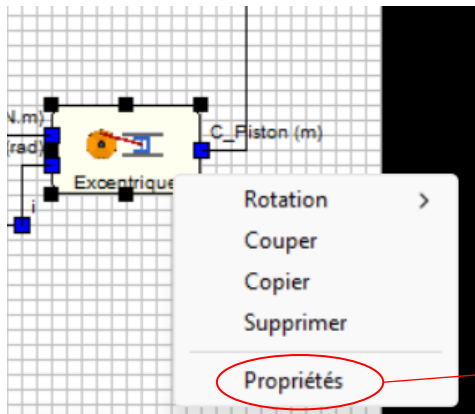 N.m)
(rad)
C_Piston (m)
Excentrique
i
Rotation >
Couper
Copier
Supprimer
Propriétés